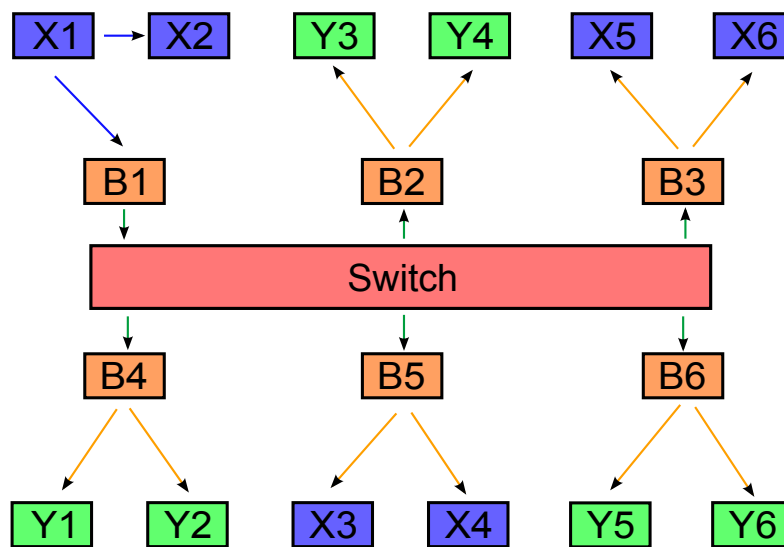 X1 X2 Y3 Y4 X5 X6
B1 B2 B3
Switch
B4 B5 B6
Y1 Y2 X3 X4 Y5 Y6